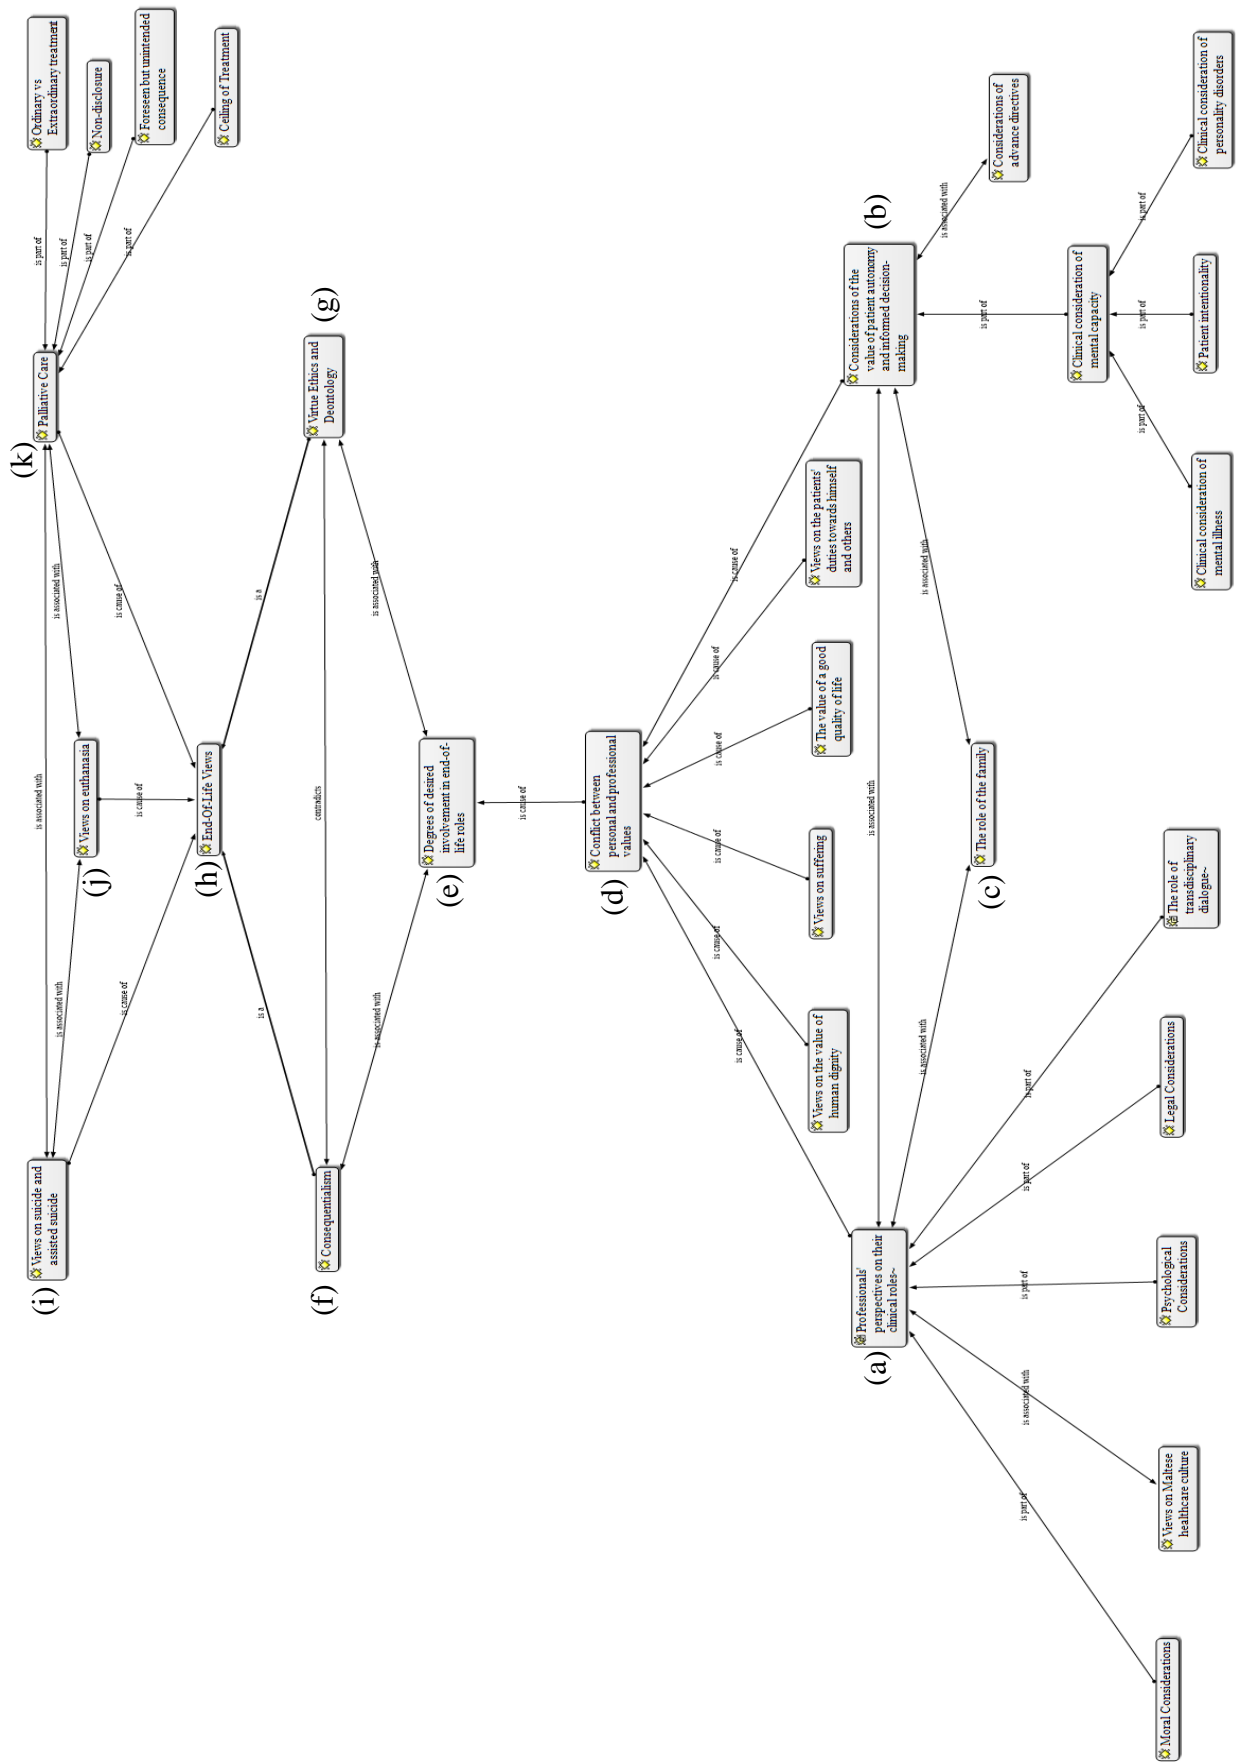 (i)
Views on suicide and
assisted suicide
is associated with
(k)
Palliative Care
is part of
Ordinary vs
Extraordinary treatment
is associated with
(j)
Views on euthanasia
is associated with
is part of
Non-disclosure
is part of
Foreseen but unintended
consequence
is part of
Ceiling of Treatment
is cause of
is cause of
is cause of
(h)
End-Of-Life Views
is a
is a
(f)
Consequentialism
contradicts
Virtue Ethics and
Deontology
(g)
is associated with
is associated with
(e)
Degrees of desired
involvement in end-of-
life roles
is cause of
(d)
Conflict between
personal and professional
values
is cause of
is cause of
is cause of
is cause of
is cause of
is cause of
Views on the value of
human dignity
Views on suffering
The value of a good
quality of life
Views on the patients'
duties towards himself
and others
(a)
Professionals'
perspectives on their
clinical roles~
is associated with
Considerations of the
value of patient autonomy
and informed decision-
making
(b)
is associated with
is associated with
is associated with
(c)
The role of the family
Considerations of
advance directives
is part of
is associated with
is part of
is part of
is part of
is part of
Clinical consideration of
mental capacity
is part of
is part of
is part of
Moral Considerations
Views on Maltese
healthcare culture
Psychological
Considerations
Legal Considerations
The role of
transdisciplinary
dialogue~
Clinical consideration of
mental illness
Patient intentionality
Clinical consideration of
personality disorders